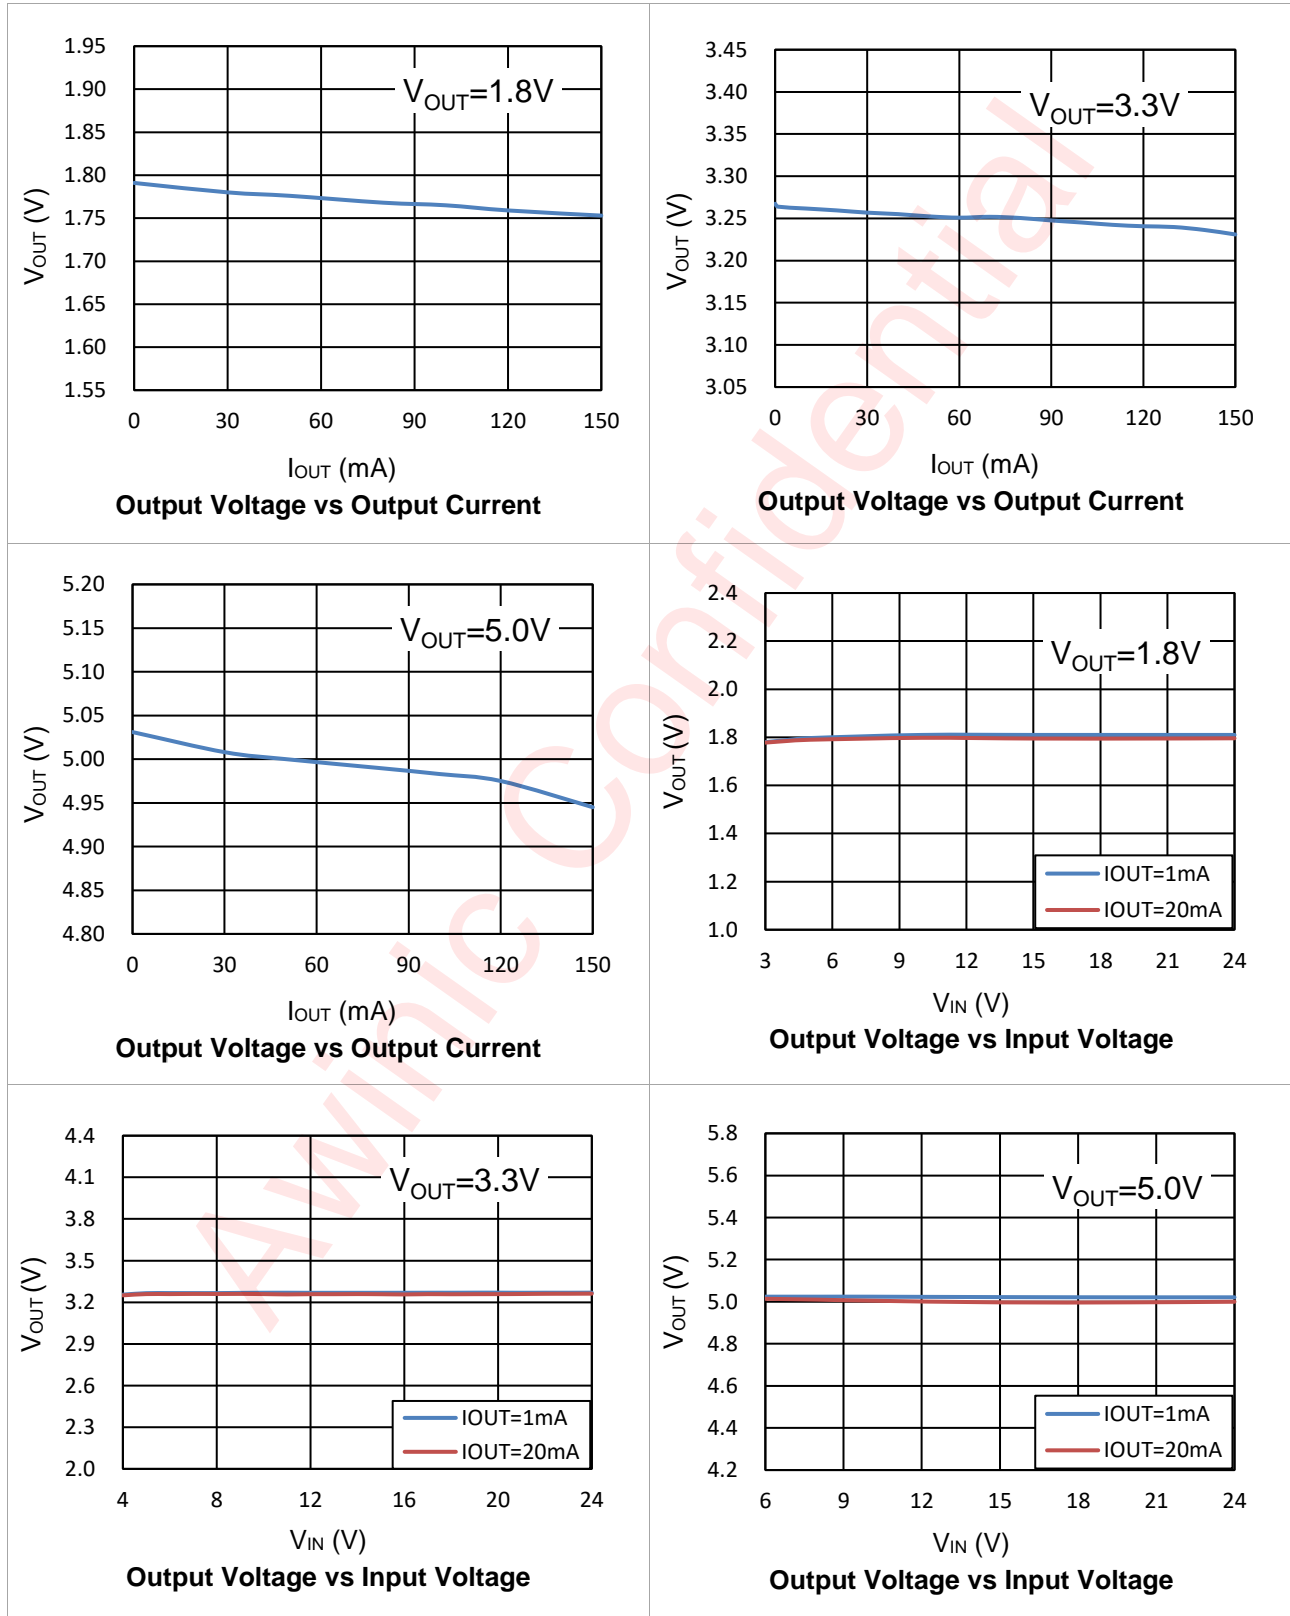 1.95
1.90
1.85
1.80
1.75
1.70
1.65
1.60
1.55
VOUT (V)
VOUT=1.8V
0 30 60 90 120 150
IOUT (mA)
Output Voltage vs Output Current
3.45
3.40
3.35
3.30
3.25
3.20
3.15
3.10
3.05
VOUT (V)
VOUT=3.3V
0 30 60 90 120 150
IOUT (mA)
Output Voltage vs Output Current
5.20
5.15
5.10
5.05
5.00
4.95
4.90
4.85
4.80
VOUT (V)
VOUT=5.0V
0 30 60 90 120 150
IOUT (mA)
Output Voltage vs Output Current
2.4
2.2
2.0
1.8
1.6
1.4
1.2
1.0
VOUT (V)
VOUT=1.8V
IOUT=1mA
IOUT=20mA
3 6 9 12 15 18 21 24
VIN (V)
Output Voltage vs Input Voltage
4.4
4.1
3.8
3.5
3.2
2.9
2.6
2.3
2.0
VOUT (V)
VOUT=3.3V
IOUT=1mA
IOUT=20mA
4 8 12 16 20 24
VIN (V)
Output Voltage vs Input Voltage
5.8
5.6
5.4
5.2
5.0
4.8
4.6
4.4
4.2
VOUT (V)
VOUT=5.0V
IOUT=1mA
IOUT=20mA
6 9 12 15 18 21 24
VIN (V)
Output Voltage vs Input Voltage
Awinic Confidential